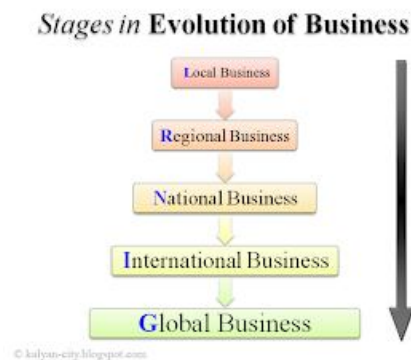 Stages in Evolution of Business
Local Business
Regional Business
National Business
International Business
Global Business
© kalyan-city.blogspot.com